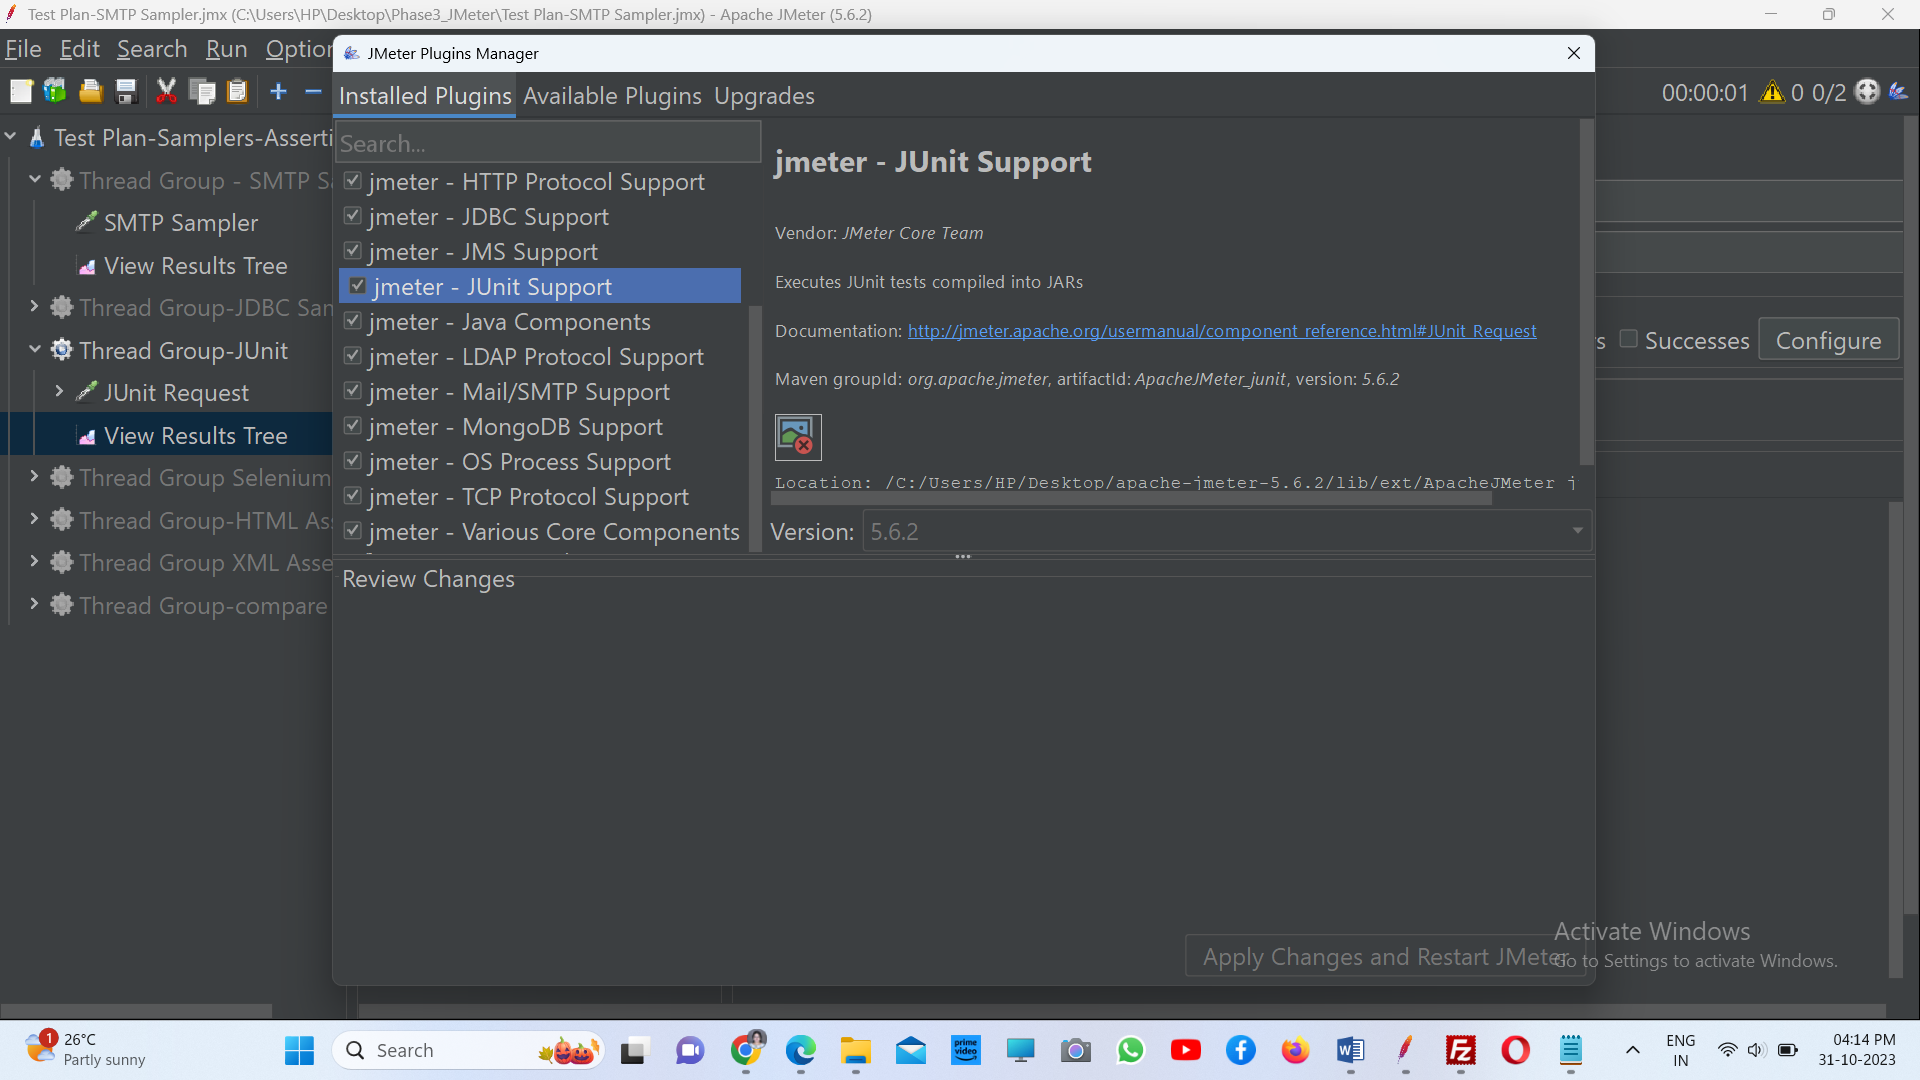 Test Plan-SMTP Sampler.jmx (C:\Users\HP\Desktop\Phase3_JMeter\Test Plan-SMTP Sampler.jmx) - Apache JMeter (5.6.2)
File Edit Search Run Option
JMeter Plugins Manager
00:00:01 0 0/2
Installed Plugins Available Plugins Upgrades
Test Plan-Samplers-Asserti
Thread Group - SMTP Sa
SMTP Sampler
View Results Tree
Thread Group-JDBC Sam
Thread Group-JUnit
JUnit Request
View Results Tree
Thread Group Selenium
Thread Group-HTML Ass
Thread Group XML Asse
Thread Group-compare
Search...
jmeter - HTTP Protocol Support
jmeter - JDBC Support
jmeter - JMS Support
jmeter - JUnit Support
jmeter - Java Components
jmeter - LDAP Protocol Support
jmeter - Mail/SMTP Support
jmeter - MongoDB Support
jmeter - OS Process Support
jmeter - TCP Protocol Support
jmeter - Various Core Components
jmeter - JUnit Support
Vendor: JMeter Core Team
Executes JUnit tests compiled into JARs
Documentation: http://jmeter.apache.org/usermanual/component_reference.html#JUnit_Request
Maven groupId: org.apache.jmeter, artifactId: ApacheJMeter_junit, version: 5.6.2
Location: /C:/Users/HP/Desktop/apache-jmeter-5.6.2/lib/ext/ApacheJMeter_j
Version: 5.6.2
s Successes Configure
Review Changes
Apply Changes and Restart JMeter
Activate Windows
Go to Settings to activate Windows.
1
26°C
Partly sunny
Search
prime video
W
FZ
ENG
IN
04:14 PM
31-10-2023